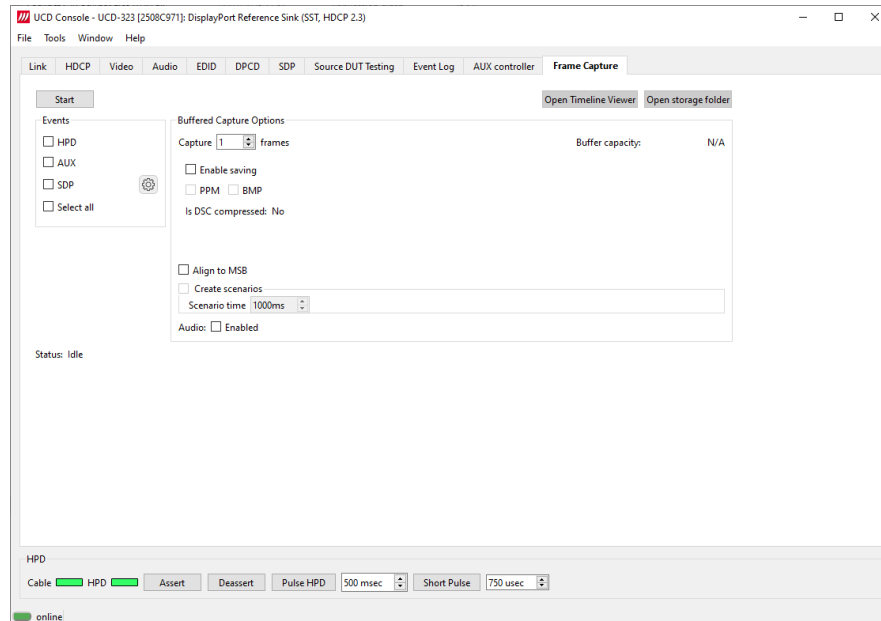 UCD Console - UCD-323 [2508C971]: DisplayPort Reference Sink (SST, HDCP 2.3)
File Tools Window Help
Link HDCP Video Audio EDID DPCD SDP Source DUT Testing Event Log AUX controller Frame Capture
Start Open Timeline Viewer Open storage folder
Events Buffered Capture Options
HPD Capture 1 frames Buffer capacity: N/A
AUX Enable saving
SDP PPM BMP
Select all Is DSC compressed: No
Align to MSB
Create scenarios
Scenario time 1000ms
Audio: Enabled
Status: Idle
HPD
Cable HPD Assert Deassert Pulse HPD 500 msec Short Pulse 750 usec
online